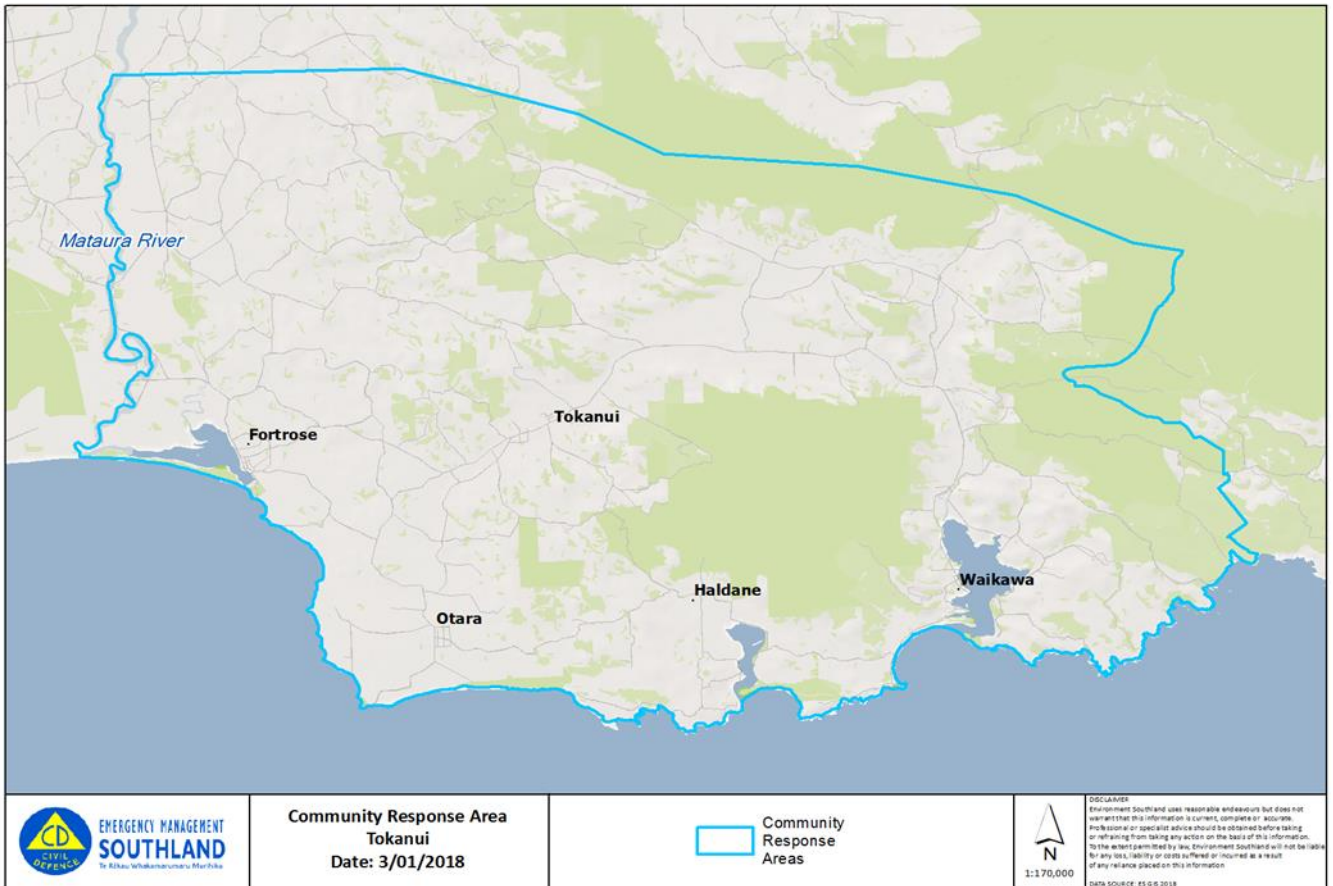 Mataura River
Fortrose
Tokanui
Haldane
Waikawa
Otara
CD
CIVIL
DEFENCE
EMERGENCY MANAGEMENT
SOUTHLAND
Community Response Area
Tokanui
Date: 3/01/2018
Community
Response
Areas
N
1:170,000
DISCLAIMER
Environment Southland uses reasonable endeavours but does not
warrant that this information is current, complete or accurate.
Professional or specialist advice should be obtained before taking
or refraining from taking any action on the basis of this information.
To the extent permitted by law, Environment Southland will not be liable
for any loss, liability or costs suffered or incurred as a result
of any reliance placed on this information